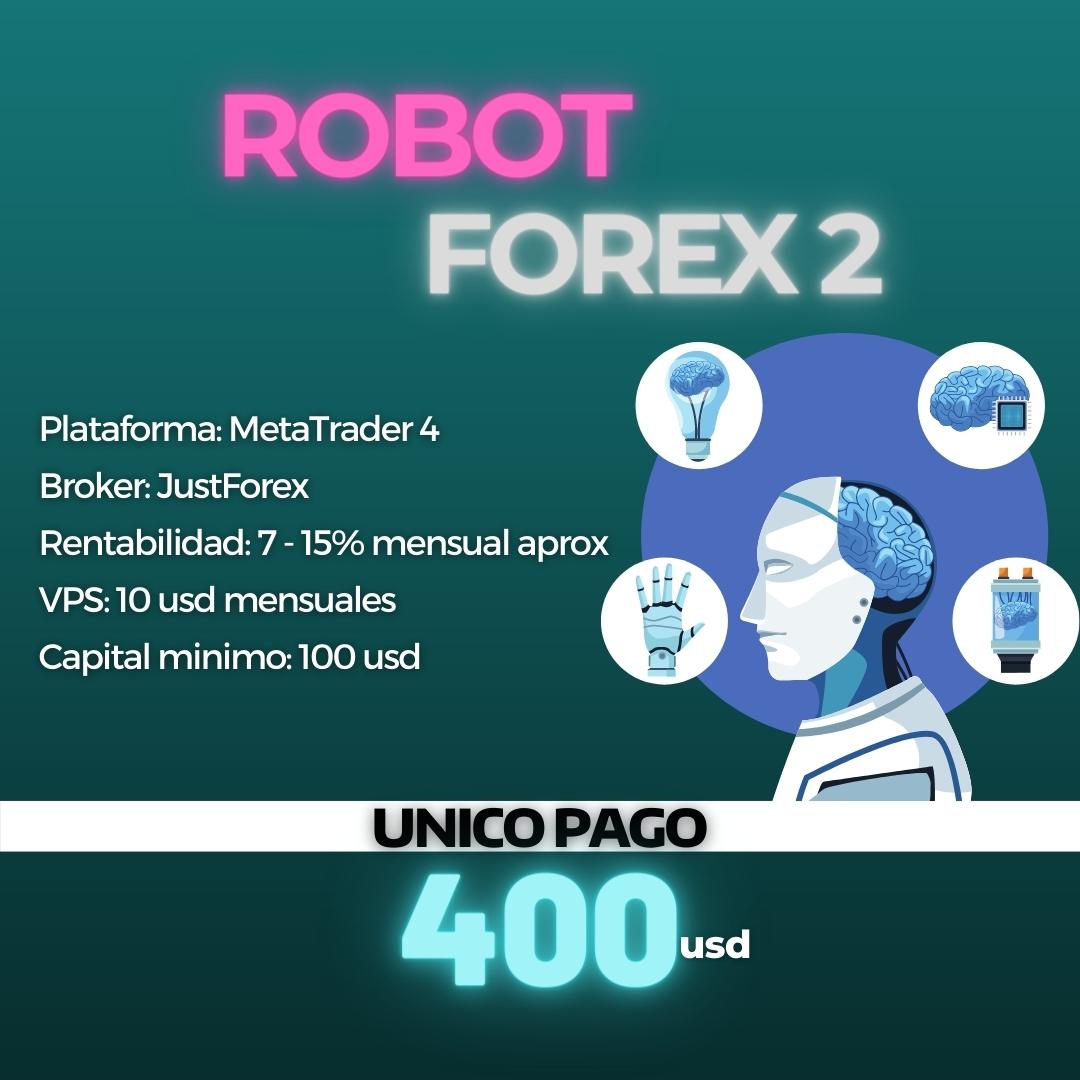 ROBOT
FOREX 2
Plataforma: MetaTrader 4
Broker: JustForex
Rentabilidad: 7 - 15% mensual aprox
VPS: 10 usd mensuales
Capital minimo: 100 usd
UNICO PAGO
400 usd